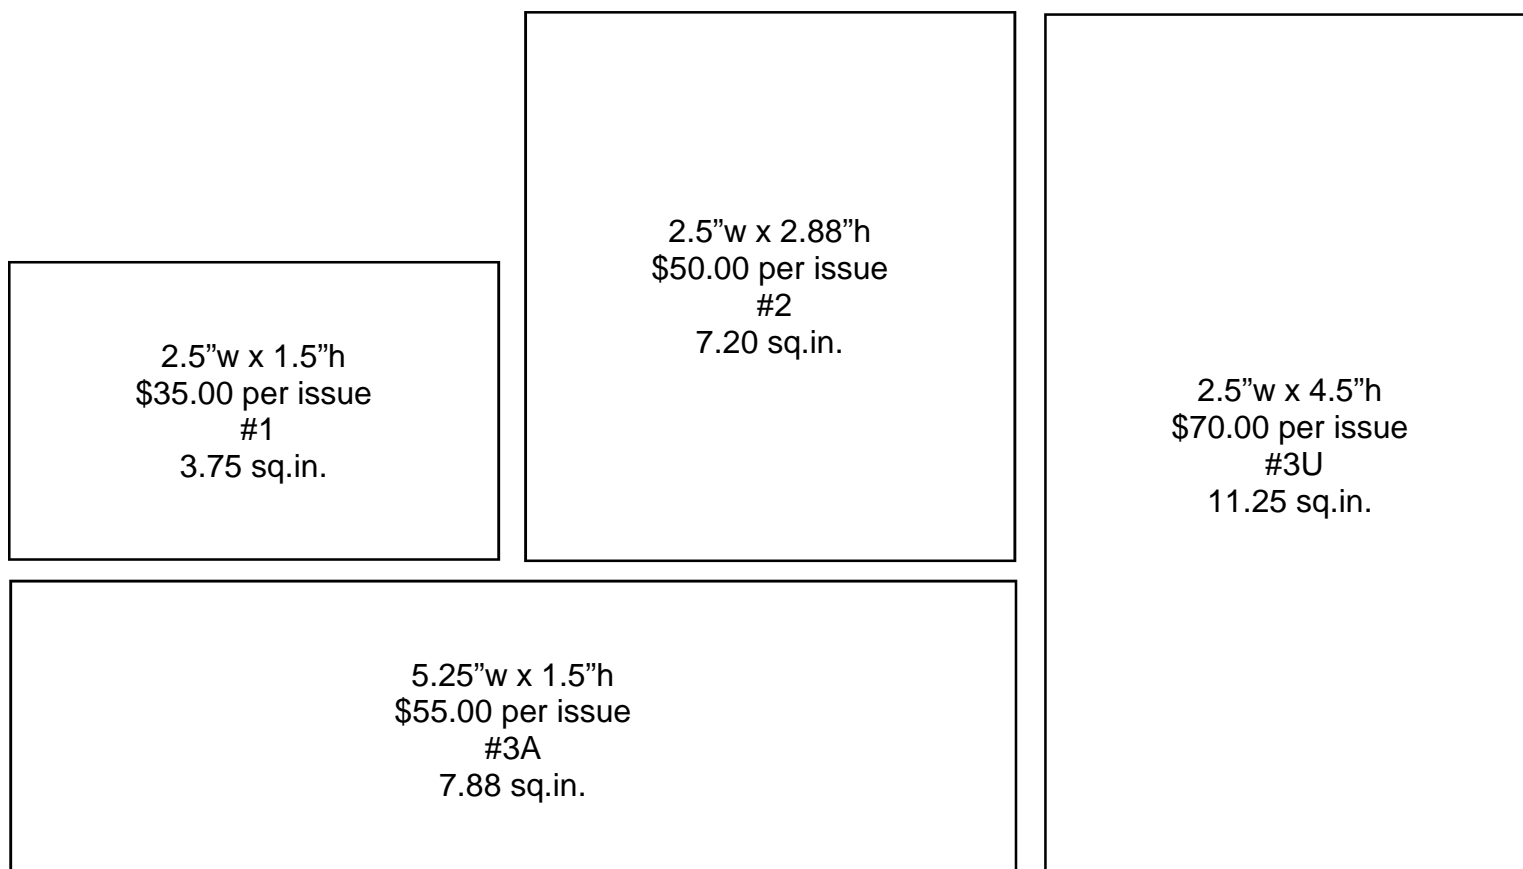 2.5”w x 1.5”h
$35.00 per issue
#1
3.75 sq.in.
2.5”w x 2.88”h
$50.00 per issue
#2
7.20 sq.in.
2.5”w x 4.5”h
$70.00 per issue
#3U
11.25 sq.in.
5.25”w x 1.5”h
$55.00 per issue
#3A
7.88 sq.in.